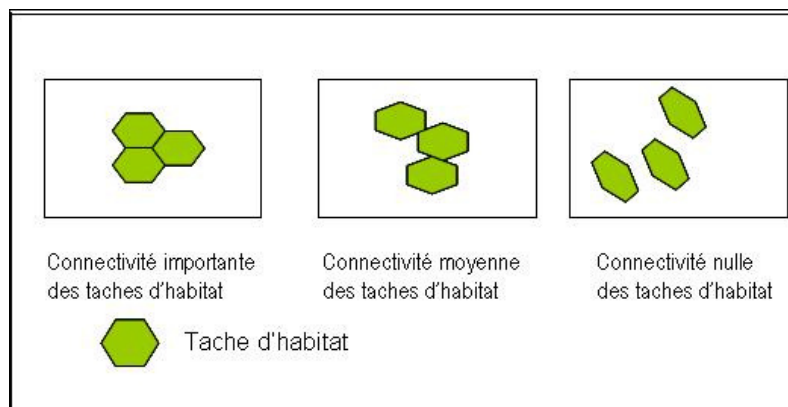 Connectivité importante
des taches d'habitat
Connectivité moyenne
des taches d'habitat
Connectivité nulle
des taches d'habitat
Tache d'habitat